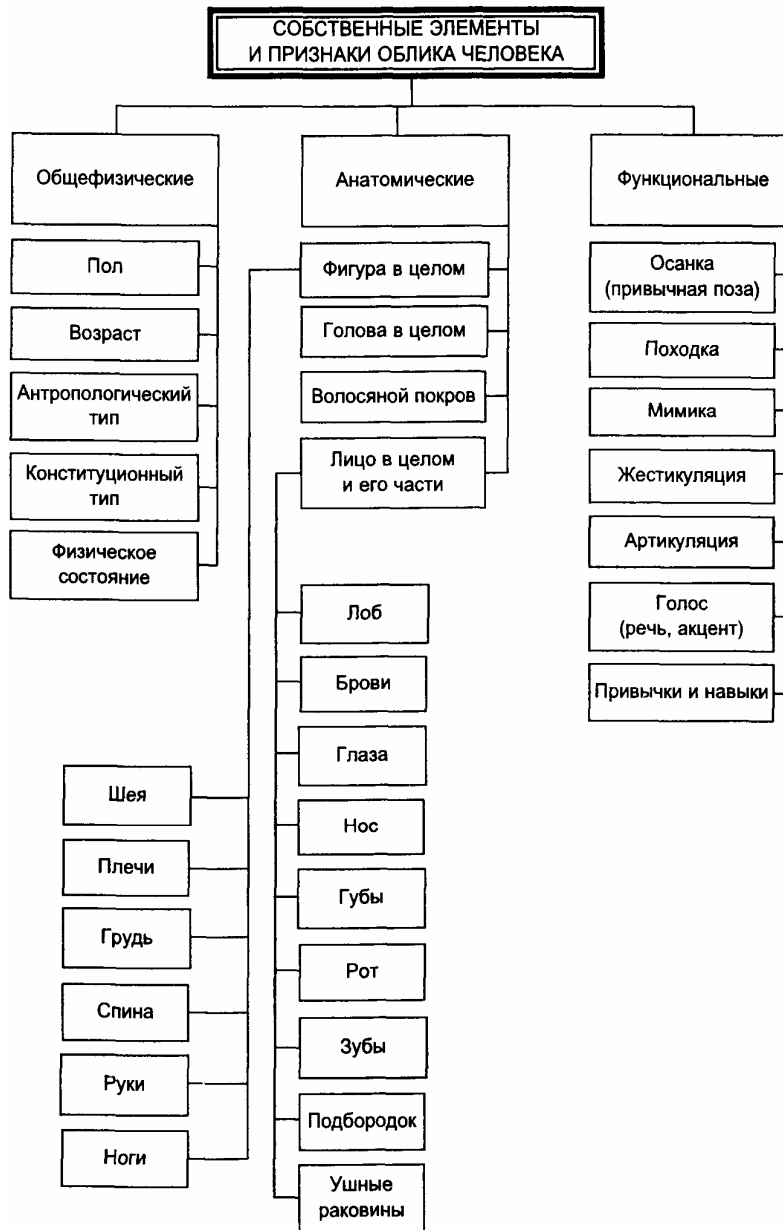 СОБСТВЕННЫЕ ЭЛЕМЕНТЫ
И ПРИЗНАКИ ОБЛИКА ЧЕЛОВЕКА
Общефизические
Пол
Возраст
Антропологический
тип
Конституционный
тип
Физическое
состояние
Анатомические
Фигура в целом
Голова в целом
Волосяной покров
Лицо в целом
и его части
Шея
Плечи
Грудь
Спина
Руки
Ноги
Лоб
Брови
Глаза
Нос
Губы
Рот
Зубы
Подбородок
Ушные
раковины
Функциональные
Осанка
(привычная поза)
Походка
Мимика
Жестикуляция
Артикуляция
Голос
(речь, акцент)
Привычки и навыки